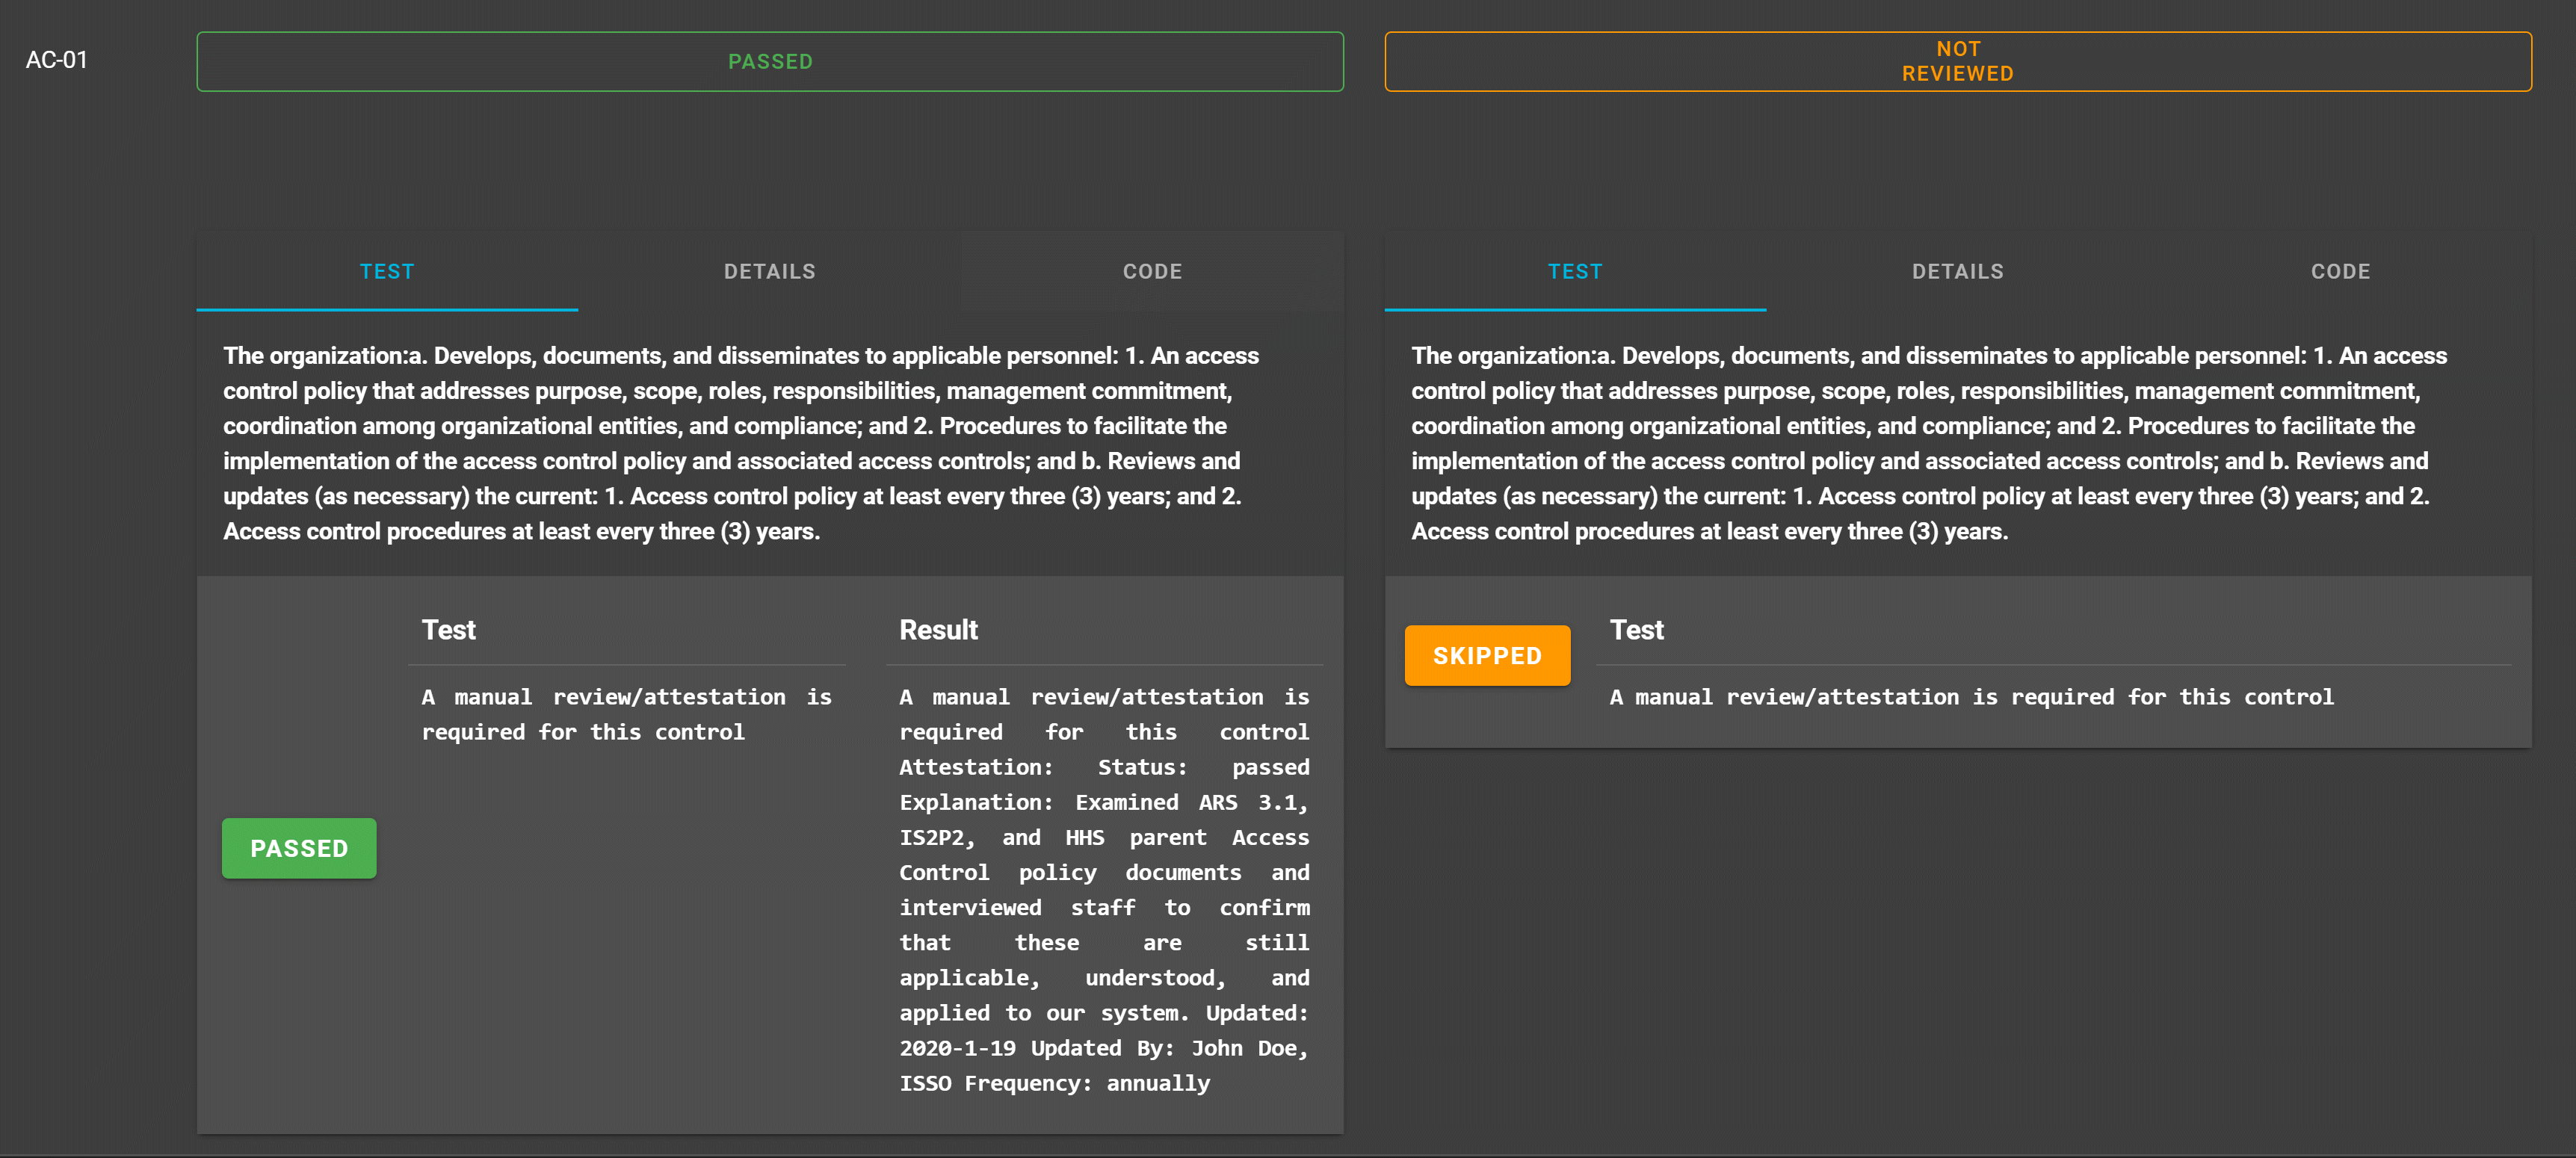 AC-01
PASSED
NOT
REVIEWED
TEST
DETAILS
CODE
The organization:a. Develops, documents, and disseminates to applicable personnel: 1. An access
control policy that addresses purpose, scope, roles, responsibilities, management commitment,
coordination among organizational entities, and compliance; and 2. Procedures to facilitate the
implementation of the access control policy and associated access controls; and b. Reviews and
updates (as necessary) the current: 1. Access control policy at least every three (3) years; and 2.
Access control procedures at least every three (3) years.
PASSED
Test
A manual review/attestation is
required for this control
Result
A manual review/attestation is
required for this control
Attestation: Status: passed
Explanation: Examined ARS 3.1,
IS2P2, and HHS parent Access
Control policy documents and
interviewed staff to confirm
that these are still
applicable, understood, and
applied to our system. Updated:
2020-1-19 Updated By: John Doe,
ISSO Frequency: annually
TEST
DETAILS
CODE
The organization:a. Develops, documents, and disseminates to applicable personnel: 1. An access
control policy that addresses purpose, scope, roles, responsibilities, management commitment,
coordination among organizational entities, and compliance; and 2. Procedures to facilitate the
implementation of the access control policy and associated access controls; and b. Reviews and
updates (as necessary) the current: 1. Access control policy at least every three (3) years; and 2.
Access control procedures at least every three (3) years.
SKIPPED
Test
A manual review/attestation is required for this control